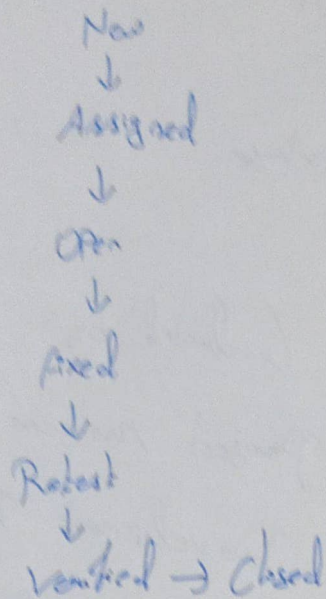 New
↓
Assigned
↓
Open
↓
fixed
↓
Retest
↓
Verified → Closed